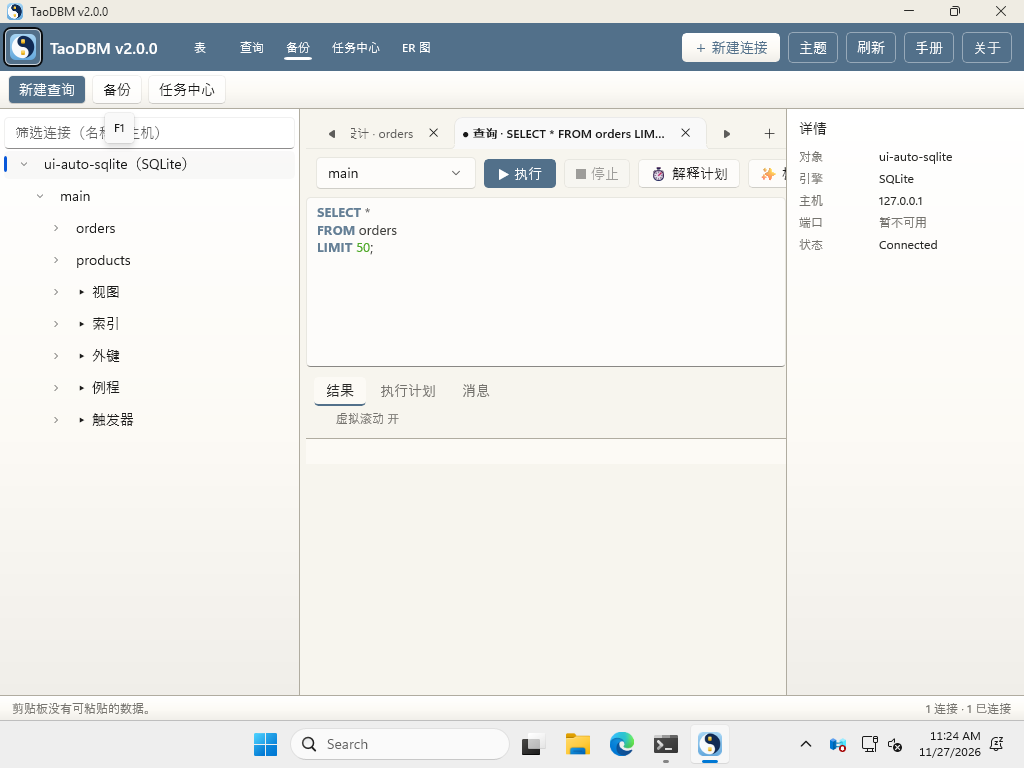 TaoDBM v2.0.0
TaoDBM v2.0.0
表
查询
备份
任务中心
ER 图
+ 新建连接
主题
刷新
手册
关于
新建查询
备份
任务中心
筛选连接（名
主机）
F1
ui-auto-sqlite（SQLite）
main
orders
products
视图
索引
外键
例程
触发器
设计 · orders
● 查询 · SELECT * FROM orders LIM...
main
执行
停止
解释计划
SELECT *
FROM orders
LIMIT 50;
结果
执行计划
消息
虚拟滚动 开
详情
对象 ui-auto-sqlite
引擎 SQLite
主机 127.0.0.1
端口 暂不可用
状态 Connected
剪贴板没有可粘贴的数据。
1 连接 · 1 已连接
Search
11:24 AM
11/27/2026